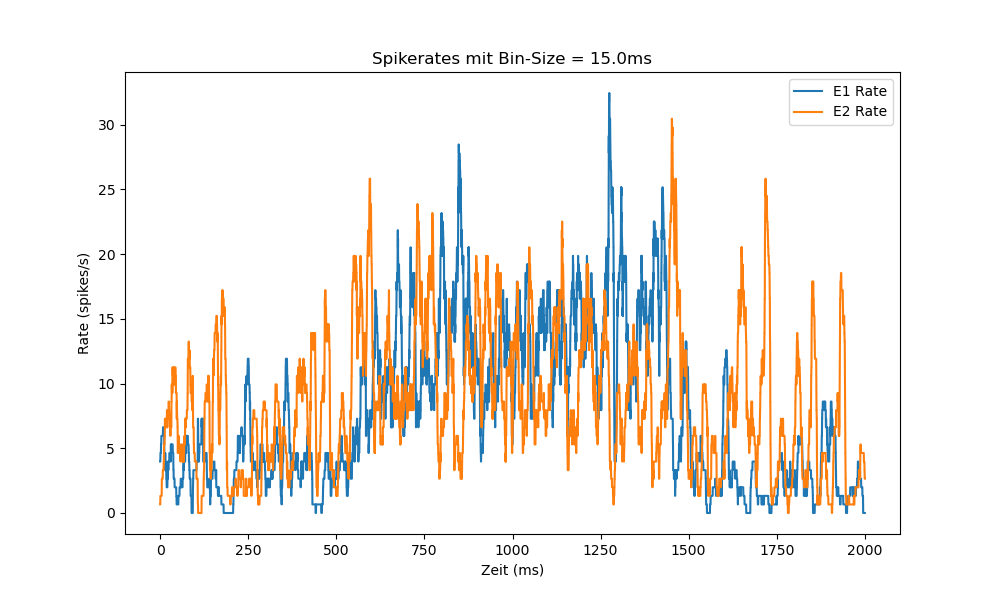 Spikerates mit Bin-Size = 15.0ms
E1 Rate
E2 Rate
Rate (spikes/s)
30
25
20
15
10
5
0
0 250 500 750 1000 1250 1500 1750 2000
Zeit (ms)